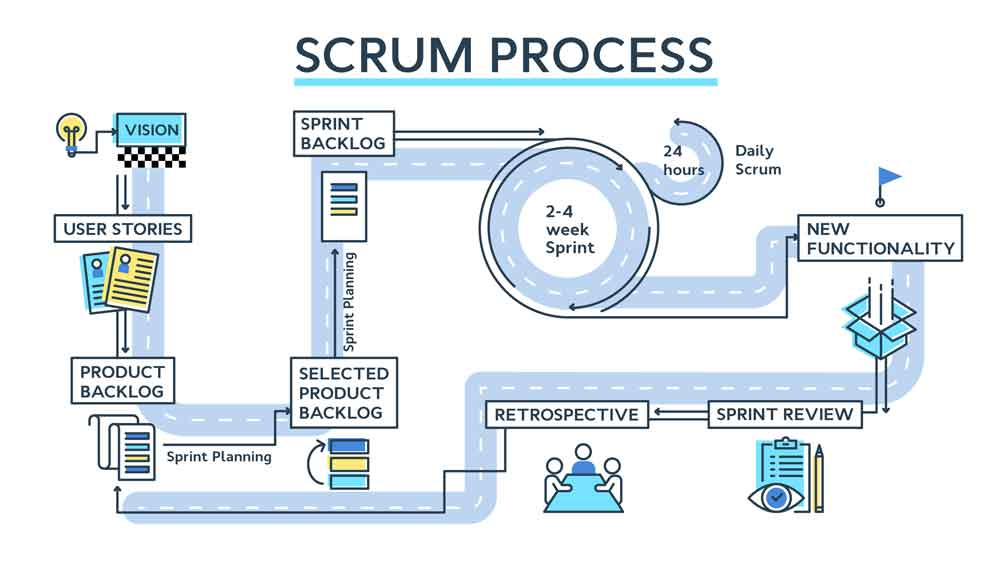 SCRUM PROCESS
VISION
USER STORIES
PRODUCT
BACKLOG
Sprint Planning
SELECTED
PRODUCT
BACKLOG
Sprint Planning
SPRINT
BACKLOG
2-4
week
Sprint
24
hours
Daily
Scrum
NEW
FUNCTIONALITY
SPRINT REVIEW
RETROSPECTIVE